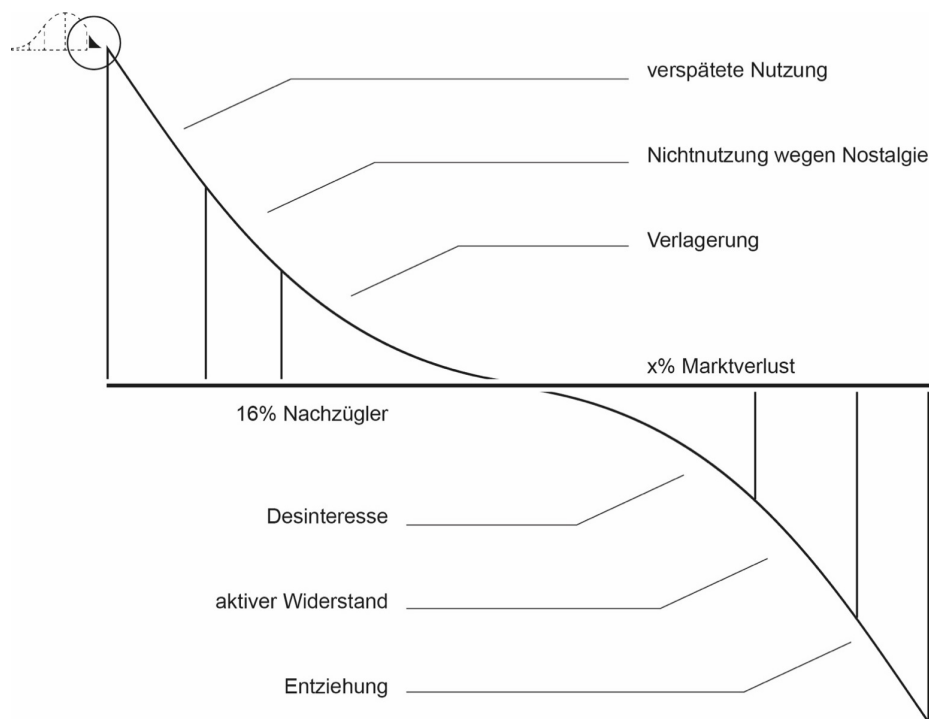 verspätete Nutzung
Nichtnutzung wegen Nostalgie
Verlagerung
x% Marktverlust
16% Nachzügler
Desinteresse
aktiver Widerstand
Entziehung